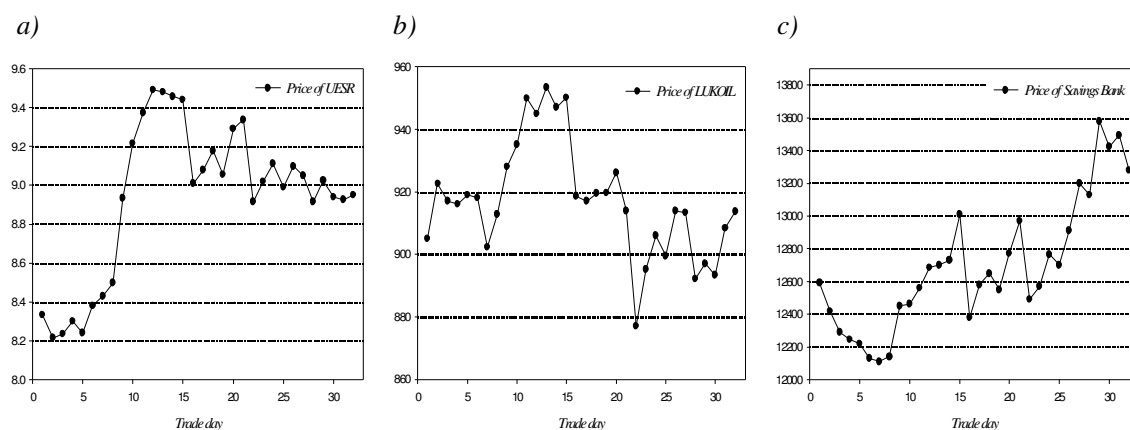 a)
b)
c)
Price of UESR
9.6
9.4
9.2
9.0
8.8
8.6
8.4
8.2
8.0
0 5 10 15 20 25 30
Trade day
Price of LUKOIL
960
940
920
900
880
860
0 5 10 15 20 25 30
Trade day
Price of Savings Bank
13800
13600
13400
13200
13000
12800
12600
12400
12200
12000
0 5 10 15 20 25 30
Trade day